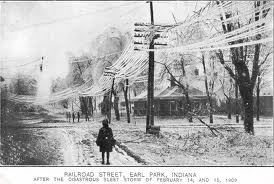 RAILROAD STREET, EARL PARK, INDIANA
AFTER THE DISASTROUS SLEET STORM OF FEBRUARY 14, AND 15, 1909